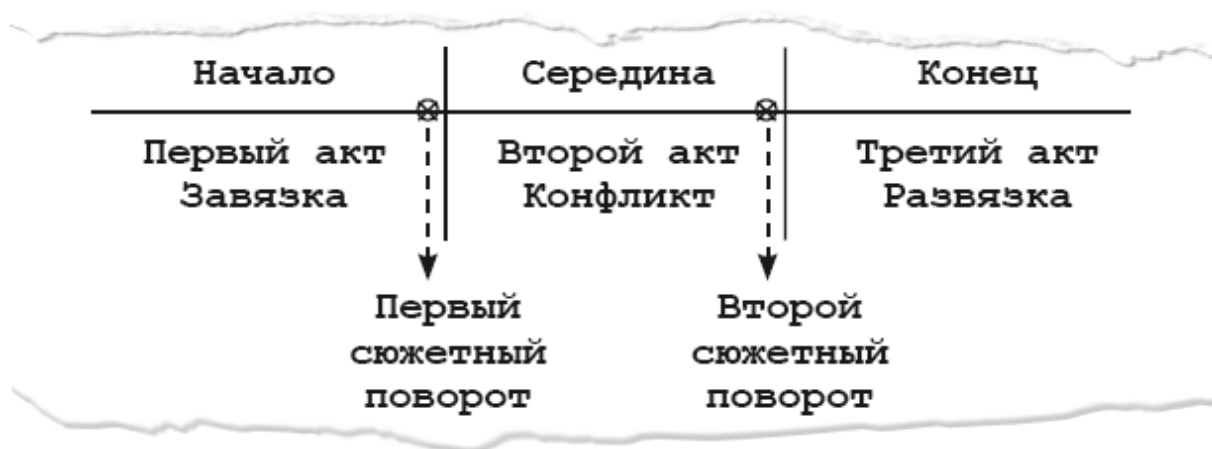 Начало Середина Конец
Первый акт Второй акт Третий акт
Завязка Конфликт Развязка
Первый Второй
сюжетный сюжетный
поворот поворот